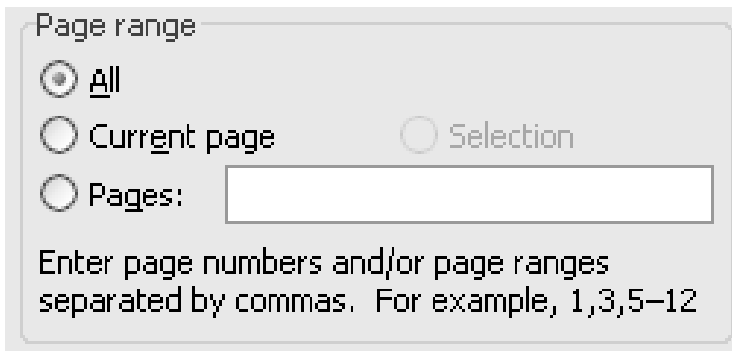 Page range
All
Current page Selection
Pages:
Enter page numbers and/or page ranges
separated by commas. For example, 1,3,5–12